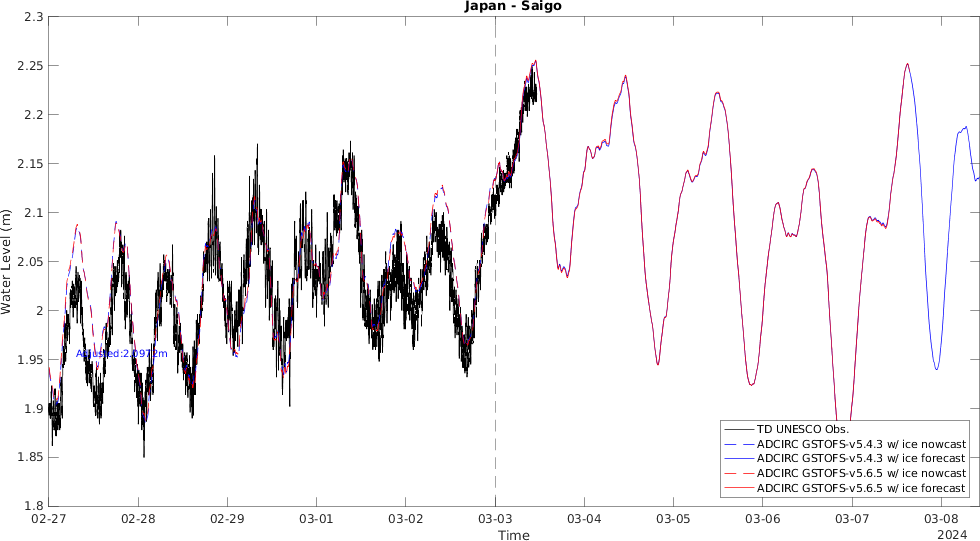 Japan - Saigo
2.3
2.25
2.2
2.15
2.1
2.05
2
1.95
1.9
1.85
1.8
Water Level (m)
Adjusted:2.0972m
TD UNESCO Obs.
ADCIRC GSTOFS-v5.4.3 w/ ice nowcast
ADCIRC GSTOFS-v5.4.3 w/ ice forecast
ADCIRC GSTOFS-v5.6.5 w/ ice nowcast
ADCIRC GSTOFS-v5.6.5 w/ ice forecast
02-27 02-28 02-29 03-01 03-02 03-03 03-04 03-05 03-06 03-07 03-08
Time
2024